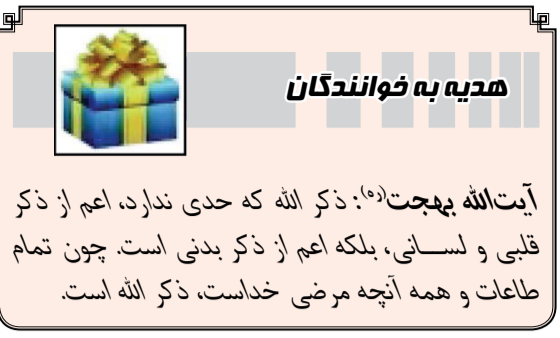 هدیه به خوانندگان
آیت‌الله بهجت(ره): ذکر الله که حدی ندارد، اعم از ذکر
قلبی و لســانی، بلکه اعم از ذکر بدنی است. چون تمام
طاعات و همه آنچه مرضی خداست، ذکر الله است.